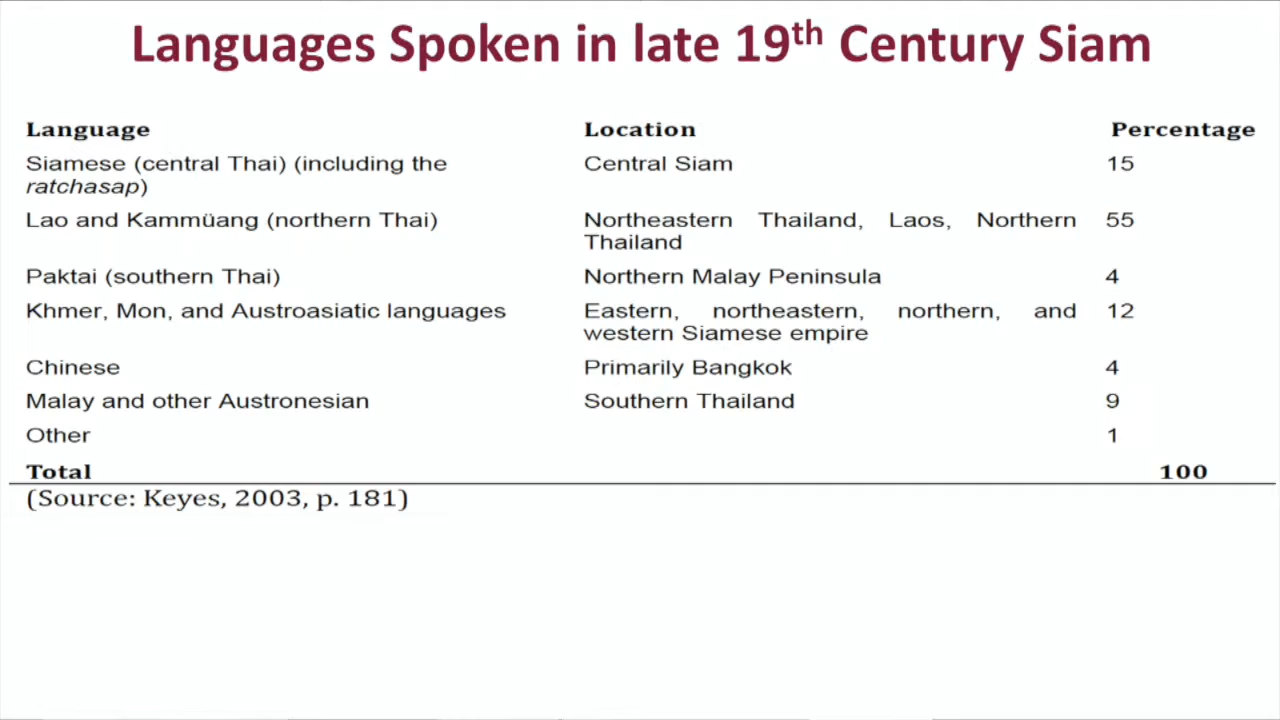 Languages Spoken in late 19th Century Siam
Language Location Percentage
Siamese (central Thai) (including the Central Siam 15
ratchasap)
Lao and Kammüang (northern Thai) Northeastern Thailand, Laos, Northern 55
Thailand
Paktai (southern Thai) Northern Malay Peninsula 4
Khmer, Mon, and Austroasiatic languages Eastern, northeastern, northern, and 12
western Siamese empire
Chinese Primarily Bangkok 4
Malay and other Austronesian Southern Thailand 9
Other 1
Total 100
(Source: Keyes, 2003, p. 181)